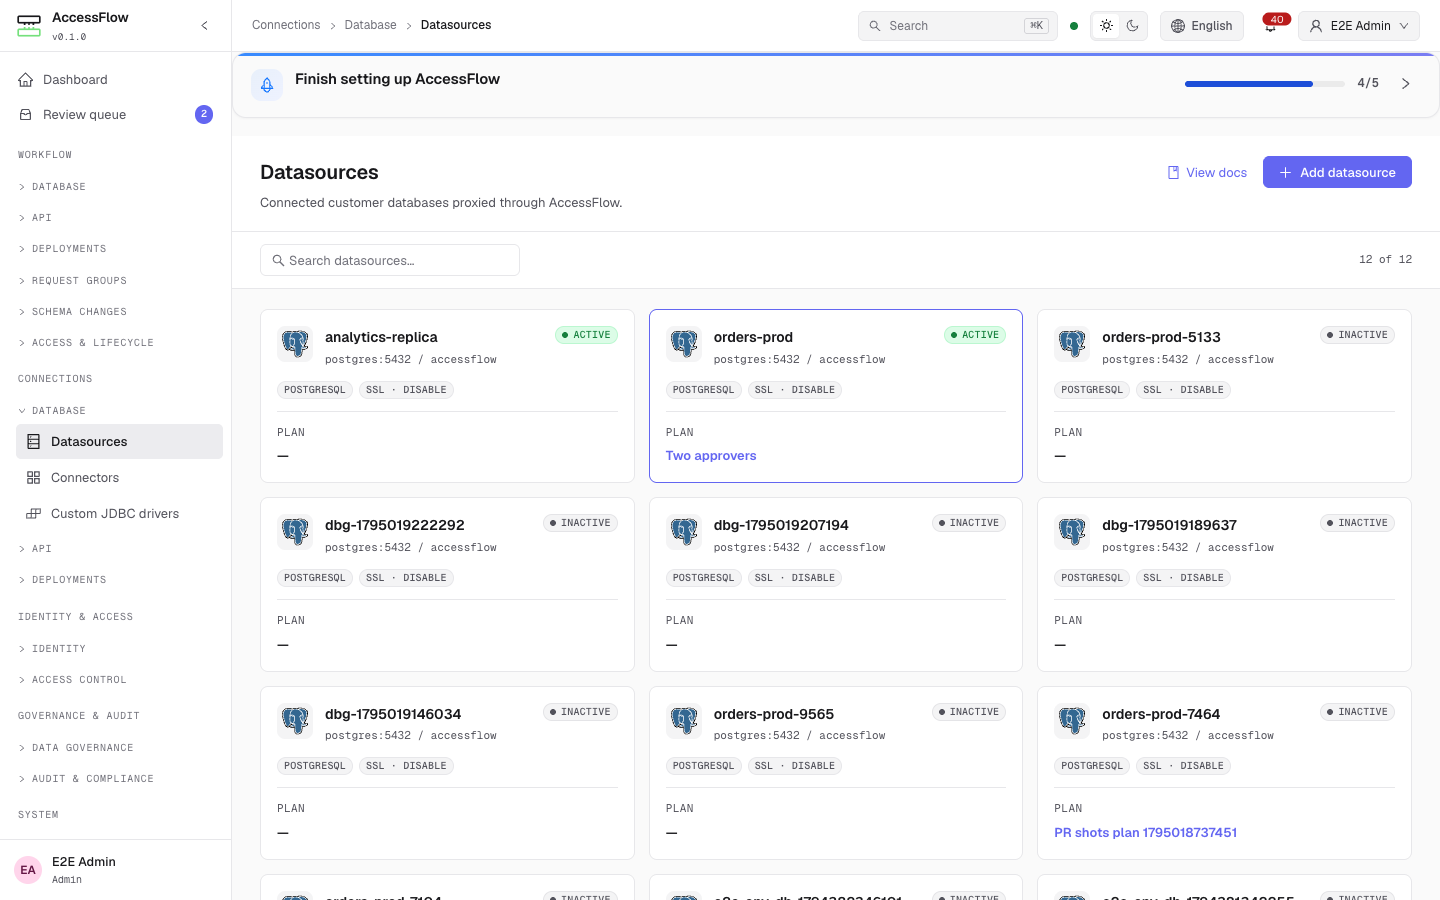 AccessFlow
v0.1.0
Connections
Database
Datasources
Search
⌘K
English
40
E2E Admin
Dashboard
Review queue
2
WORKFLOW
DATABASE
API
DEPLOYMENTS
REQUEST GROUPS
SCHEMA CHANGES
ACCESS & LIFECYCLE
CONNECTIONS
DATABASE
Datasources
Connectors
Custom JDBC drivers
API
DEPLOYMENTS
IDENTITY & ACCESS
IDENTITY
ACCESS CONTROL
GOVERNANCE & AUDIT
DATA GOVERNANCE
AUDIT & COMPLIANCE
SYSTEM
EA
E2E Admin
Admin
Finish setting up AccessFlow
4/5
Datasources
Connected customer databases proxied through AccessFlow.
View docs
Add datasource
Search datasources...
12 of 12
analytics-replica
ACTIVE
postgres:5432 / accessflow
POSTGRESQL
SSL · DISABLE
PLAN
—
orders-prod
ACTIVE
postgres:5432 / accessflow
POSTGRESQL
SSL · DISABLE
PLAN
Two approvers
orders-prod-5133
INACTIVE
postgres:5432 / accessflow
POSTGRESQL
SSL · DISABLE
PLAN
—
dbg-1795019222292
INACTIVE
postgres:5432 / accessflow
POSTGRESQL
SSL · DISABLE
PLAN
—
dbg-1795019207194
INACTIVE
postgres:5432 / accessflow
POSTGRESQL
SSL · DISABLE
PLAN
—
dbg-1795019189637
INACTIVE
postgres:5432 / accessflow
POSTGRESQL
SSL · DISABLE
PLAN
—
dbg-1795019146034
INACTIVE
postgres:5432 / accessflow
POSTGRESQL
SSL · DISABLE
PLAN
—
orders-prod-9565
INACTIVE
postgres:5432 / accessflow
POSTGRESQL
SSL · DISABLE
PLAN
—
orders-prod-7464
INACTIVE
postgres:5432 / accessflow
POSTGRESQL
SSL · DISABLE
PLAN
PR shots plan 1795018737451
INACTIVE
INACTIVE
INACTIVE